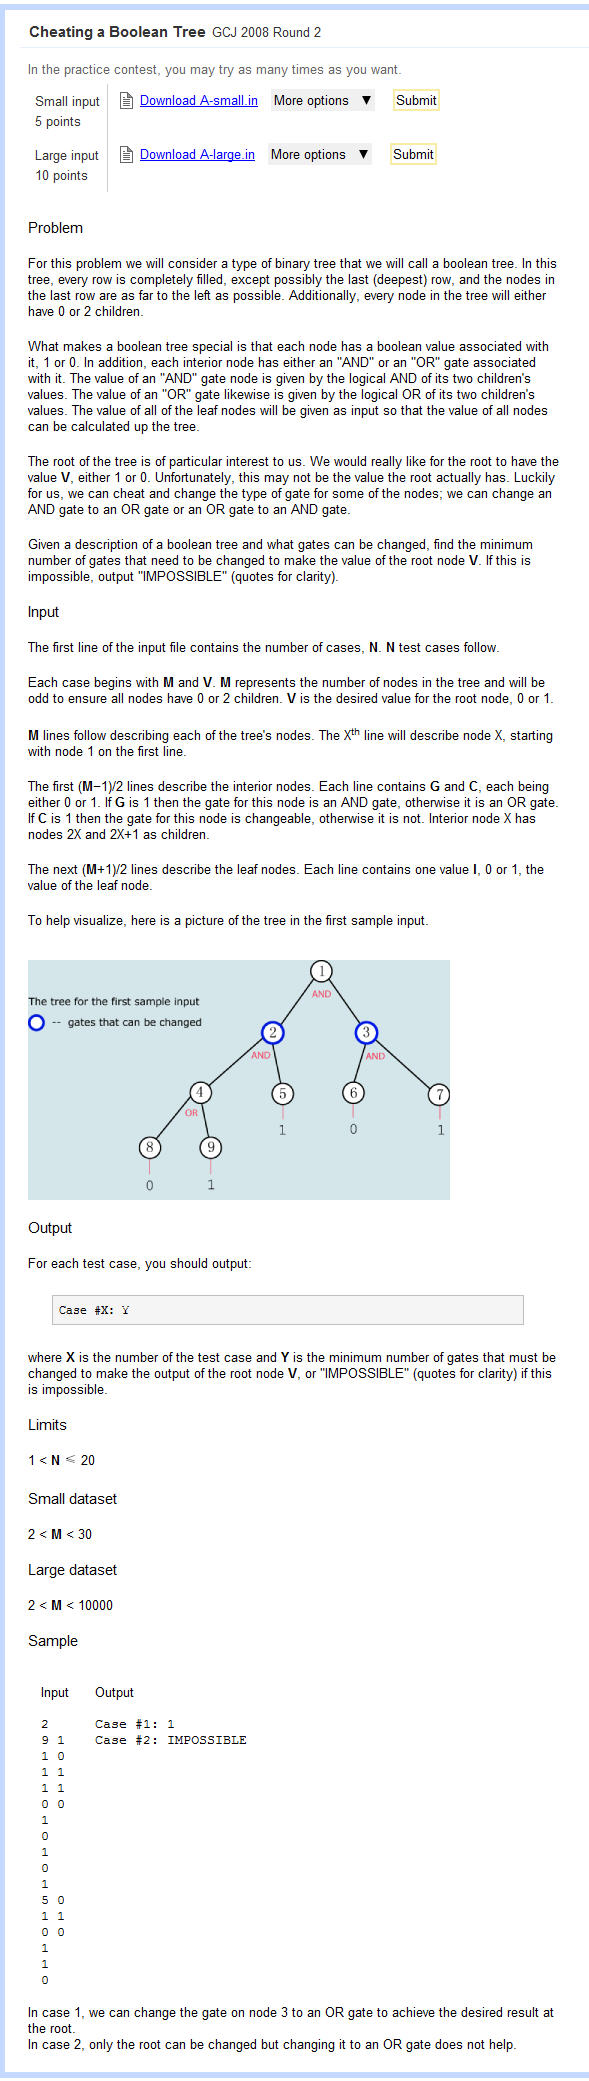 Cheating a Boolean Tree GCJ 2008 Round 2
In the practice contest, you may try as many times as you want.
Small input
5 points
Download A-small.in More options ▼ Submit
Large input
10 points
Download A-large.in More options ▼ Submit
Problem
For this problem we will consider a type of binary tree that we will call a boolean tree. In this
tree, every row is completely filled, except possibly the last (deepest) row, and the nodes in
the last row are as far to the left as possible. Additionally, every node in the tree will either
have 0 or 2 children.
What makes a boolean tree special is that each node has a boolean value associated with
it, 1 or 0. In addition, each interior node has either an "AND" or an "OR" gate associated
with it. The value of an "AND" gate node is given by the logical AND of its two children's
values. The value of an "OR" gate likewise is given by the logical OR of its two children's
values. The value of all of the leaf nodes will be given as input so that the value of all nodes
can be calculated up the tree.
The root of the tree is of particular interest to us. We would really like for the root to have the
value V, either 1 or 0. Unfortunately, this may not be the value the root actually has. Luckily
for us, we can cheat and change the type of gate for some of the nodes; we can change an
AND gate to an OR gate or an OR gate to an AND gate.
Given a description of a boolean tree and what gates can be changed, find the minimum
number of gates that need to be changed to make the value of the root node V. If this is
impossible, output "IMPOSSIBLE" (quotes for clarity).
Input
The first line of the input file contains the number of cases, N. N test cases follow.
Each case begins with M and V. M represents the number of nodes in the tree and will be
odd to ensure all nodes have 0 or 2 children. V is the desired value for the root node, 0 or 1.
M lines follow describing each of the tree's nodes. The Xth line will describe node X, starting
with node 1 on the first line.
The first (M−1)/2 lines describe the interior nodes. Each line contains G and C, each being
either 0 or 1. If G is 1 then the gate for this node is an AND gate, otherwise it is an OR gate.
If C is 1 then the gate for this node is changeable, otherwise it is not. Interior node X has
nodes 2X and 2X+1 as children.
The next (M+1)/2 lines describe the leaf nodes. Each line contains one value I, 0 or 1, the
value of the leaf node.
To help visualize, here is a picture of the tree in the first sample input.
1
AND
The tree for the first sample input
-- gates that can be changed
2 3
AND AND
4 5 6 7
OR
1 0 1
8 9
0 1
Output
For each test case, you should output:
Case #X: Y
where X is the number of the test case and Y is the minimum number of gates that must be
changed to make the output of the root node V, or "IMPOSSIBLE" (quotes for clarity) if this
is impossible.
Limits
1 < N ≤ 20
Small dataset
2 < M < 30
Large dataset
2 < M < 10000
Sample
Input Output
2 Case #1: 1
9 1 Case #2: IMPOSSIBLE
1 0
1 1
1 1
0 0
1
0
1
0
1
5 0
1 1
0 0
1
1
0
In case 1, we can change the gate on node 3 to an OR gate to achieve the desired result at
the root.
In case 2, only the root can be changed but changing it to an OR gate does not help.